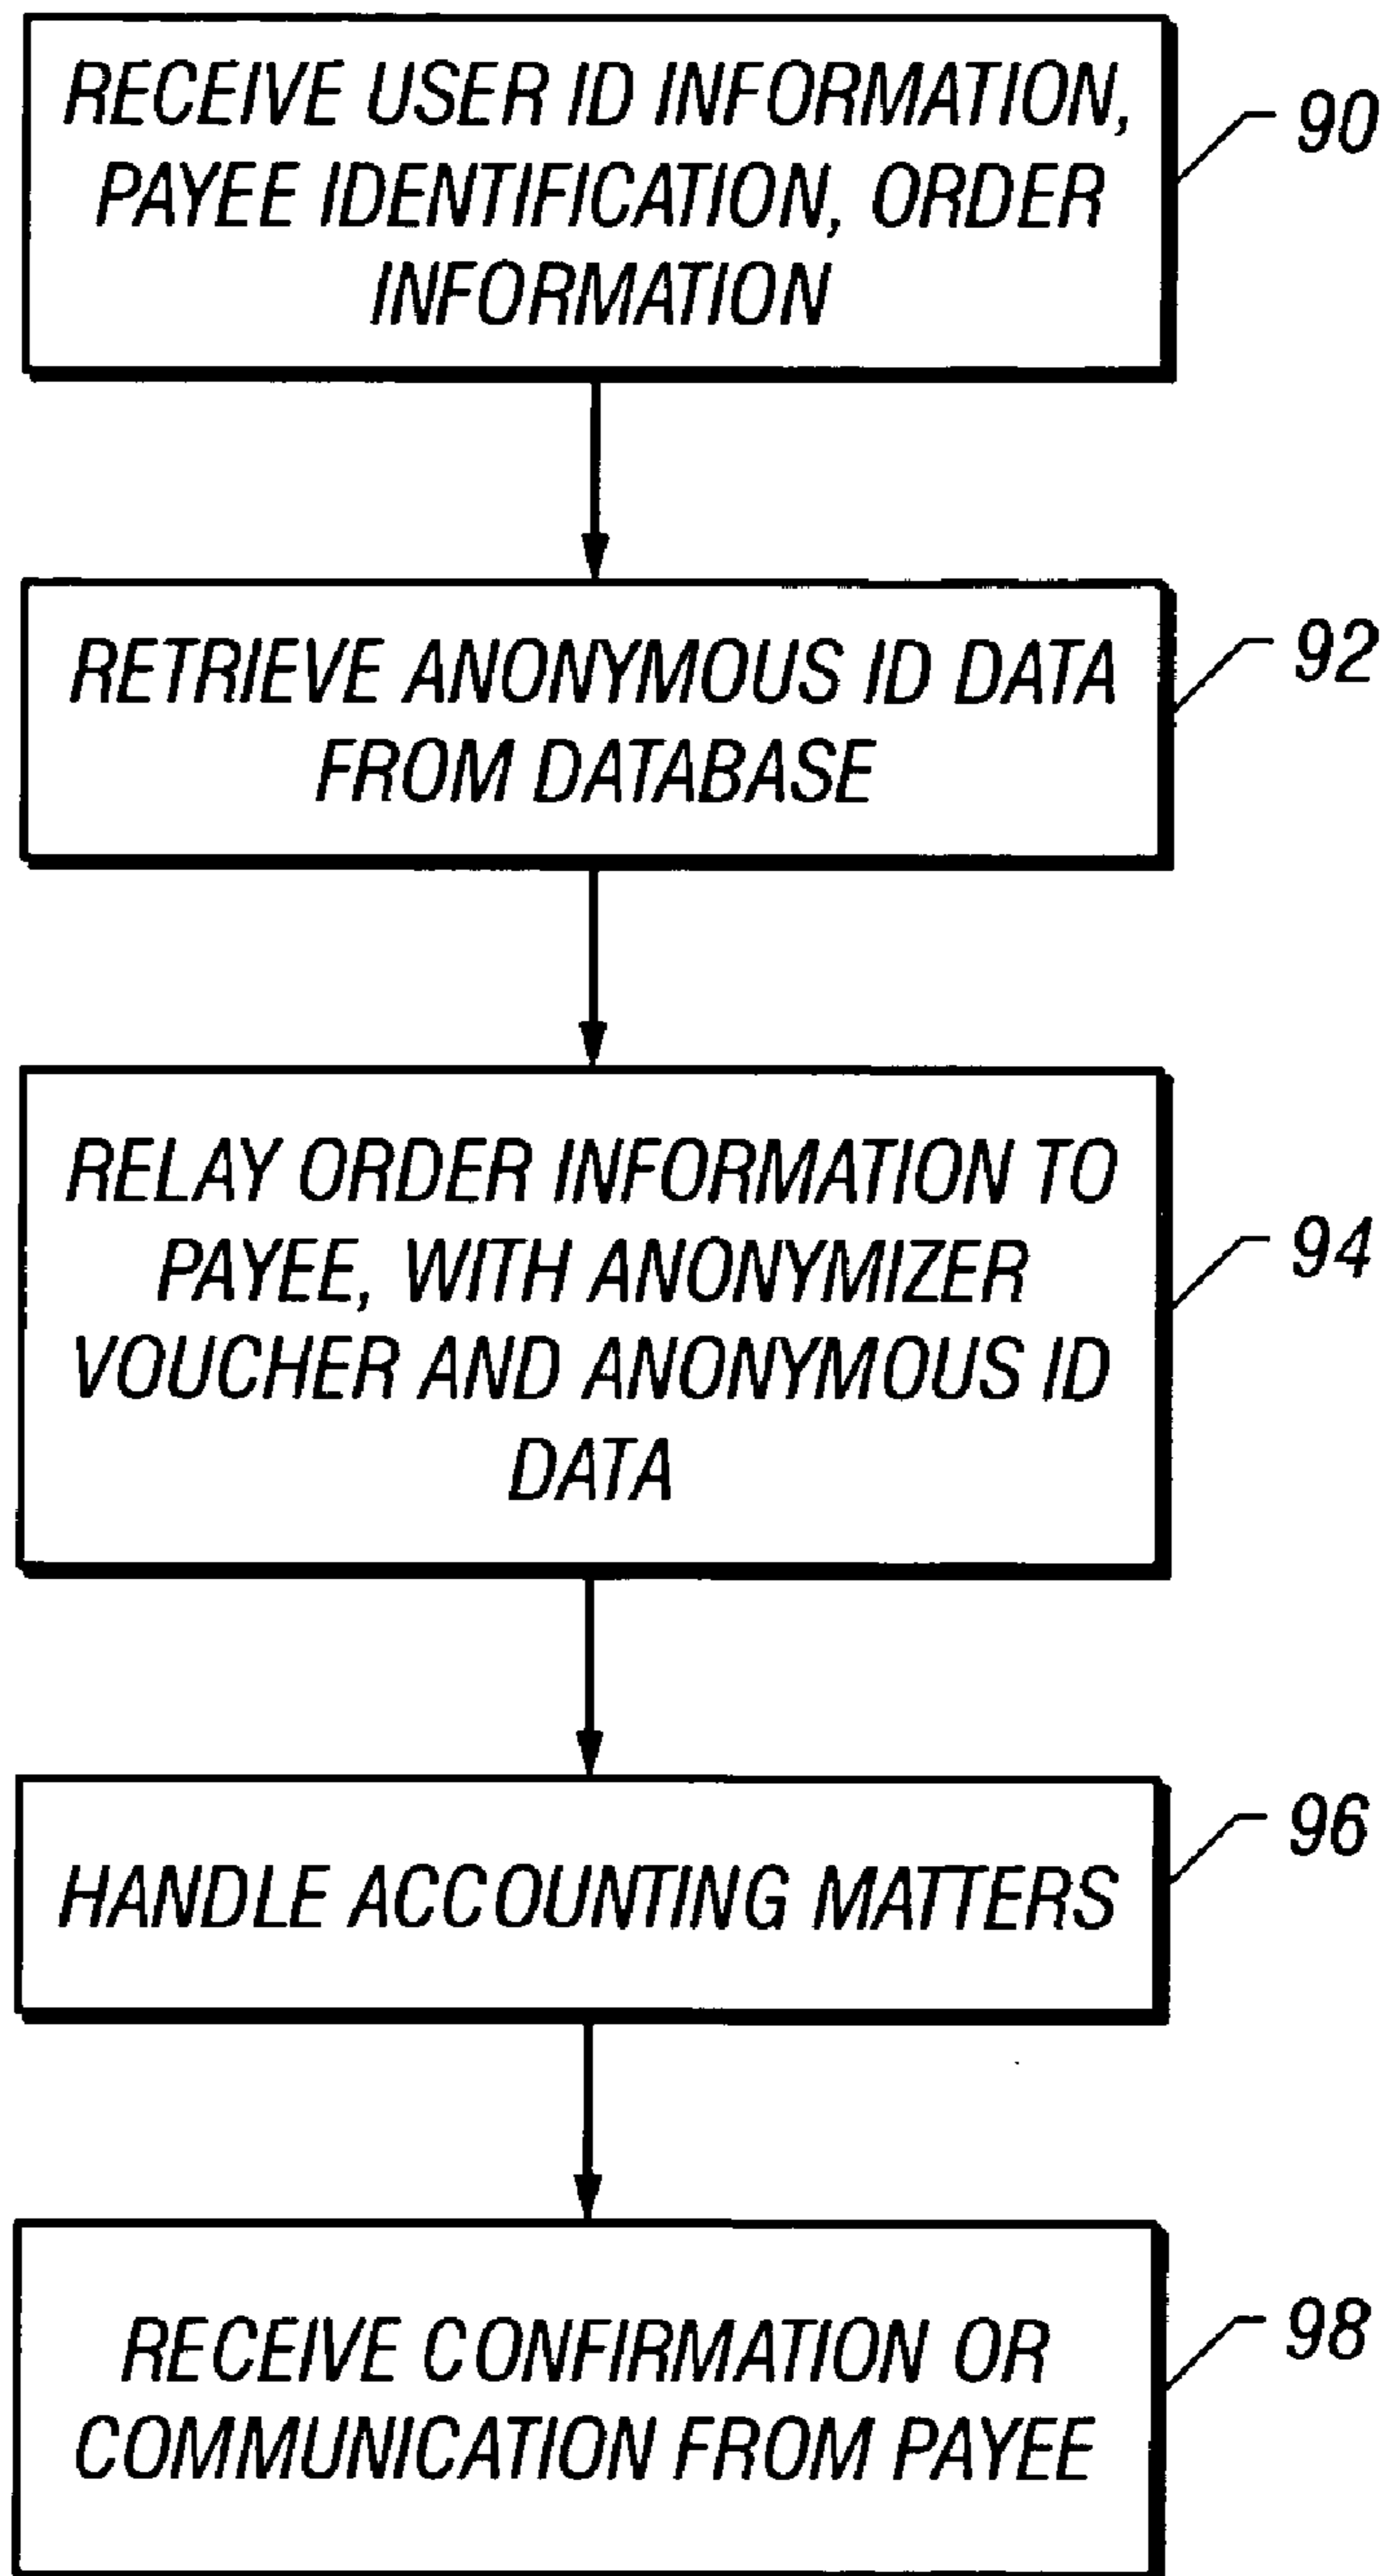 RECEIVE USER ID INFORMATION,
PAYEE IDENTIFICATION, ORDER
INFORMATION
90
RETRIEVE ANONYMOUS ID DATA
FROM DATABASE
92
RELAY ORDER INFORMATION TO
PAYEE, WITH ANONYMIZER
VOUCHER AND ANONYMOUS ID
DATA
94
HANDLE ACCOUNTING MATTERS
96
RECEIVE CONFIRMATION OR
COMMUNICATION FROM PAYEE
98